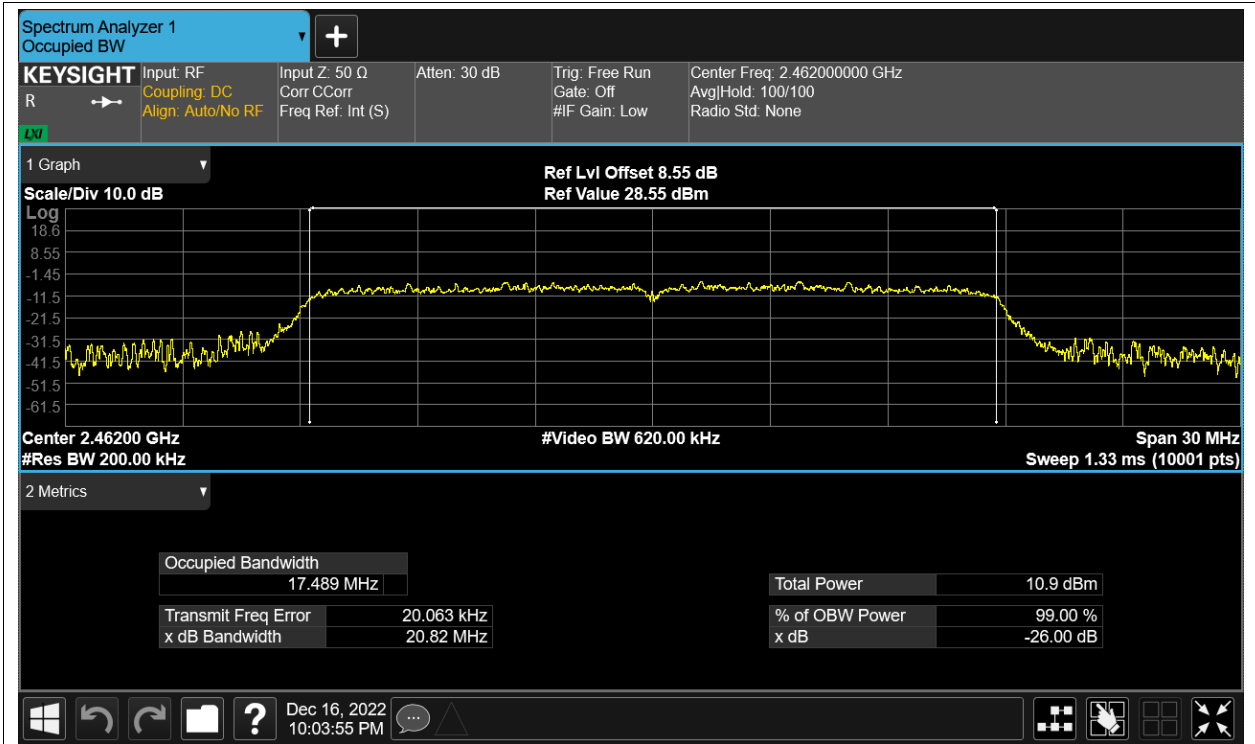 Spectrum Analyzer 1
Occupied BW
KEYSIGHT
R
LXI
Input: RF
Coupling: DC
Align: Auto/No RF
Input Z: 50 Ω
Corr CCorr
Freq Ref: Int (S)
Atten: 30 dB
Trig: Free Run
Gate: Off
#IF Gain: Low
Center Freq: 2.462000000 GHz
Avg|Hold: 100/100
Radio Std: None
1 Graph
Scale/Div 10.0 dB
Ref Lvl Offset 8.55 dB
Ref Value 28.55 dBm
Log
18.6
8.55
-1.45
-11.5
-21.5
-31.5
-41.5
-51.5
-61.5
Center 2.46200 GHz
#Video BW 620.00 kHz
Span 30 MHz
#Res BW 200.00 kHz
Sweep 1.33 ms (10001 pts)
2 Metrics
Occupied Bandwidth
17.489 MHz
Transmit Freq Error 20.063 kHz
x dB Bandwidth 20.82 MHz
Total Power 10.9 dBm
% of OBW Power 99.00 %
x dB -26.00 dB
?
Dec 16, 2022
10:03:55 PM